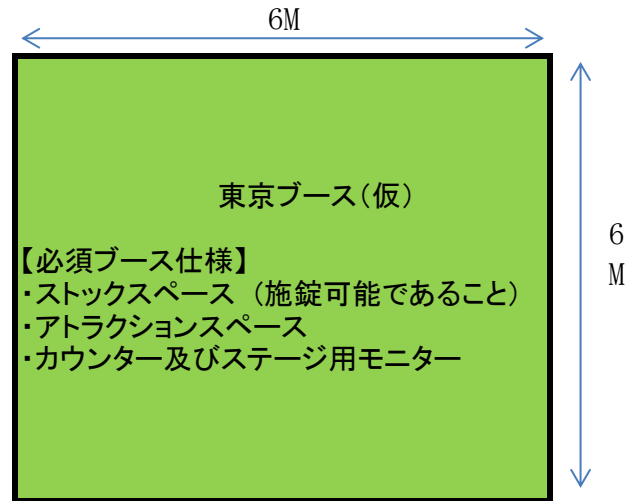 6M
東京ブース（仮）
6
M
【必須ブース仕様】
・ストックスペース （施錠可能であること）
・アトラクションスペース
・カウンター及びステージ用モニター